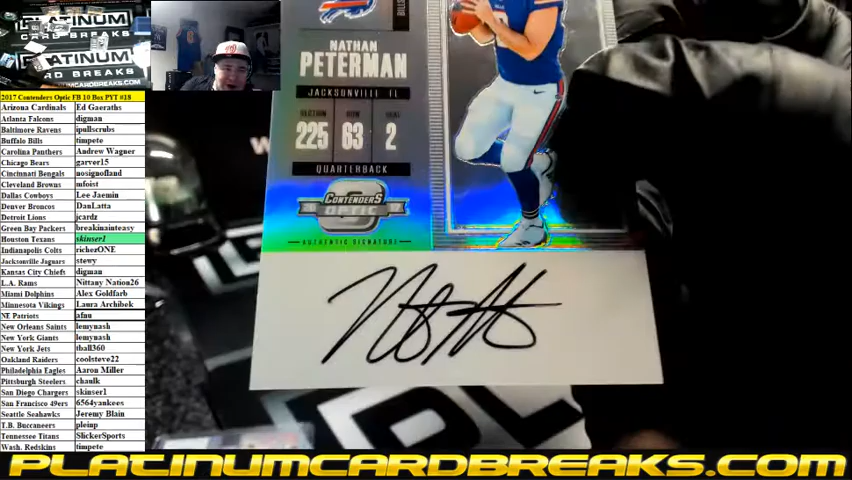 PLATINUM
CARD BREAKS
PLATINUM
CARD BREAKS
2017 Contenders Optic FB 10 Box PYT #18
Arizona Cardinals Ed Gaeraths
Atlanta Falcons digman
Baltimore Ravens ipullscrubs
Buffalo Bills timpete
Carolina Panthers Andrew Wagner
Chicago Bears garver15
Cincinnati Bengals nosignofland
Cleveland Browns mfoist
Dallas Cowboys Lee Jaemin
Denver Broncos DanLatta
Detroit Lions jcardz
Green Bay Packers breakinainteasy
Houston Texans skinser1
Indianapolis Colts richerONE
Jacksonville Jaguars stewy
Kansas City Chiefs digman
L.A. Rams Nittany Nation26
Miami Dolphins Alex Goldfarb
Minnesota Vikings Laura Archibek
NE Patriots afnu
New Orleans Saints lemynash
New York Giants lemynash
New York Jets tball360
Oakland Raiders coolsteve22
Philadelphia Eagles Aaron Miller
Pittsburgh Steelers chaulk
San Diego Chargers skinser1
San Francisco 49ers 6564yankees
Seattle Seahawks Jeremy Blain
T.B. Buccaneers pleinp
Tennessee Titans SlickerSports
Wash. Redskins timpete
BILLS
NATHAN
PETERMAN
JACKSONVILLE FL
SECTION ROW SEAT
225 63 2
QUARTERBACK
20 CONTENDERS 17
OPTIC
AUTHENTIC SIGNATURE
PLATINUMCARDBREAKS.COM